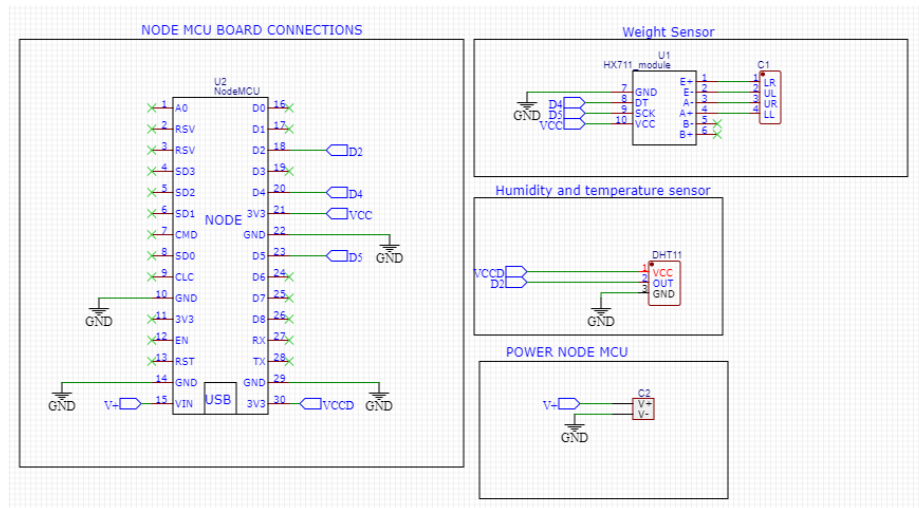 NODE MCU BOARD CONNECTIONS
U2
NodeMCU
1 A0 D0 16
2 RSV D1 17
3 RSV D2 18 D2
4 SD3 D3 19
5 SD2 D4 20 D4
6 SD1 NODE 3V3 21 VCC
7 CMD GND 22
8 SD0 D5 23 D5
GND
9 CLC D6 24
10 GND D7 25
GND
11 3V3 D8 26
12 EN RX 27
13 RST TX 28
14 GND GND 29
GND V+ 15 VIN USB 3V3 30 VCCD GND
Weight Sensor
U1
HX711_module
C1
E+ 1 1 LR
7 GND E- 2 2 UL
D4 8 DT A- 3 3 UR
GND D5 9 SCK A+ 4 4 LL
VCC 10 VCC B- 5
B+ 6
Humidity and temperature sensor
DHT11
VCCD 1 VCC
D2 2 OUT
3 GND
GND
POWER NODE MCU
C2
V+ V+
V-
GND